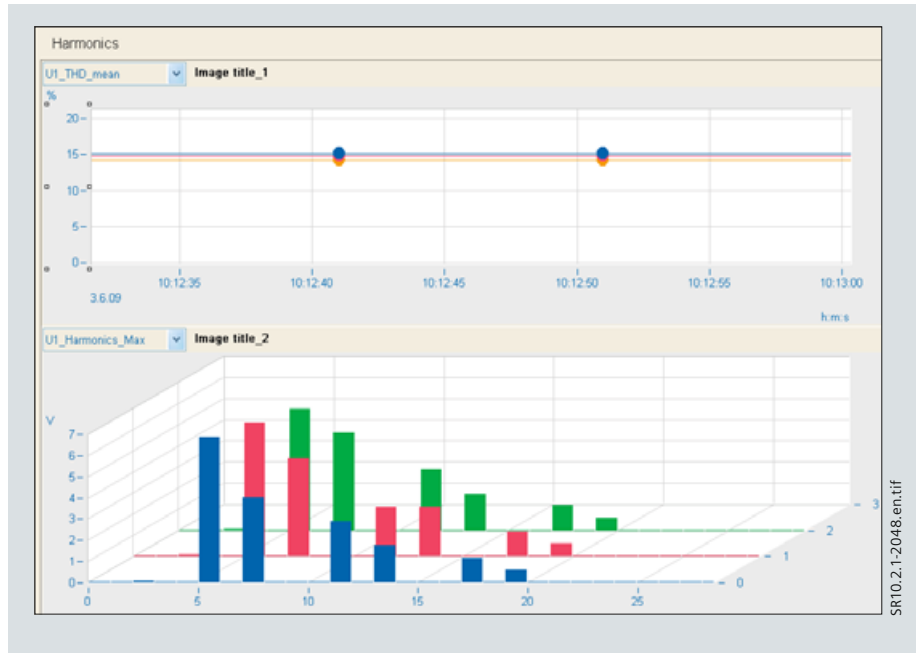 Harmonics
U1_THD_mean Image title_1
%
20
15
10
5
0
10:12:35 10:12:40 10:12:45 10:12:50 10:12:55 10:13:00
3.6.09
h:m:s
U1_Harmonics_Max Image title_2
V
7
6
5
4
3
2
1
0
3
2
1
0
0 5 10 15 20 25
SR10.2.1-2048.en.tif